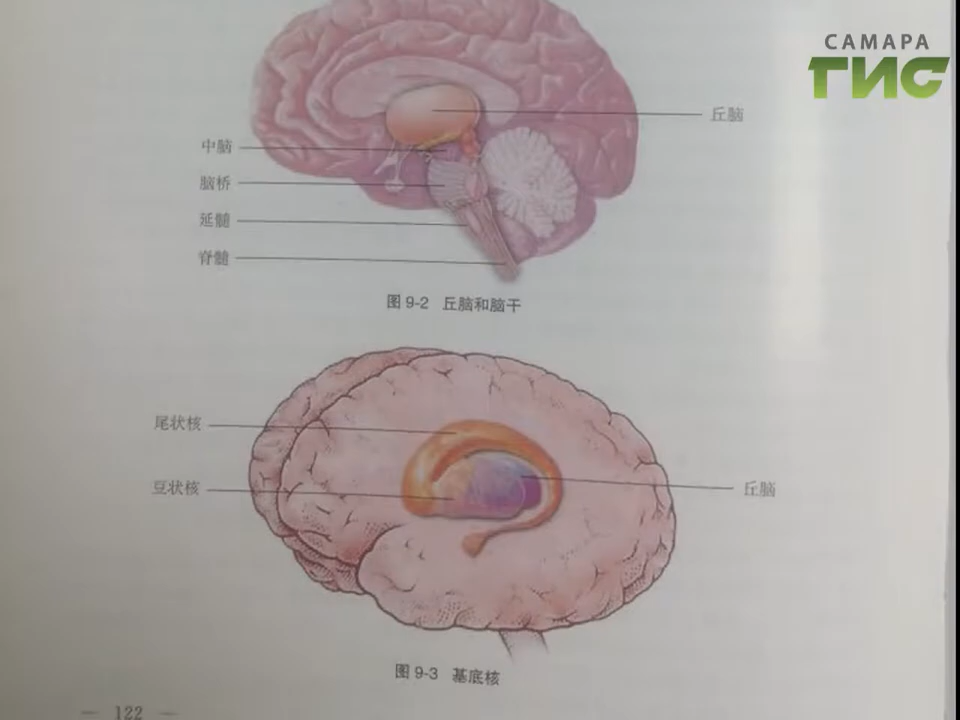 САМАРА
ГИС
丘脑
中脑
脑桥
延髓
脊髓
图 9-2 丘脑和脑干
尾状核
豆状核
丘脑
图 9-3 基底核
— 122 —